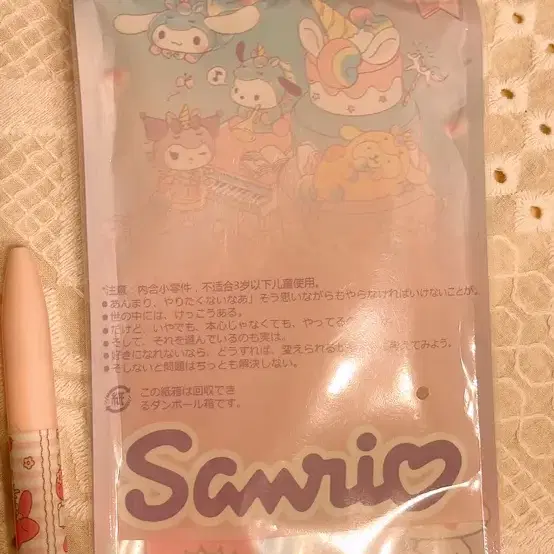 *注意：内含小零件，不适合3岁以下儿童使用。
●あんまり、やりたくないなあ」そう思いながらもやらなければいけないことが。
●世の中には、けっこうある。
●だけど、いやでも、本心じゃなくても、やってる
●そして、それを選んでいるのも実は。
●好きになれないなら、どうすれば、変えられる てみよう。
●そしないと問題はちっとも解決しない。
紙 この紙箱は回収でき
るダンボール箱です。
Sanrio